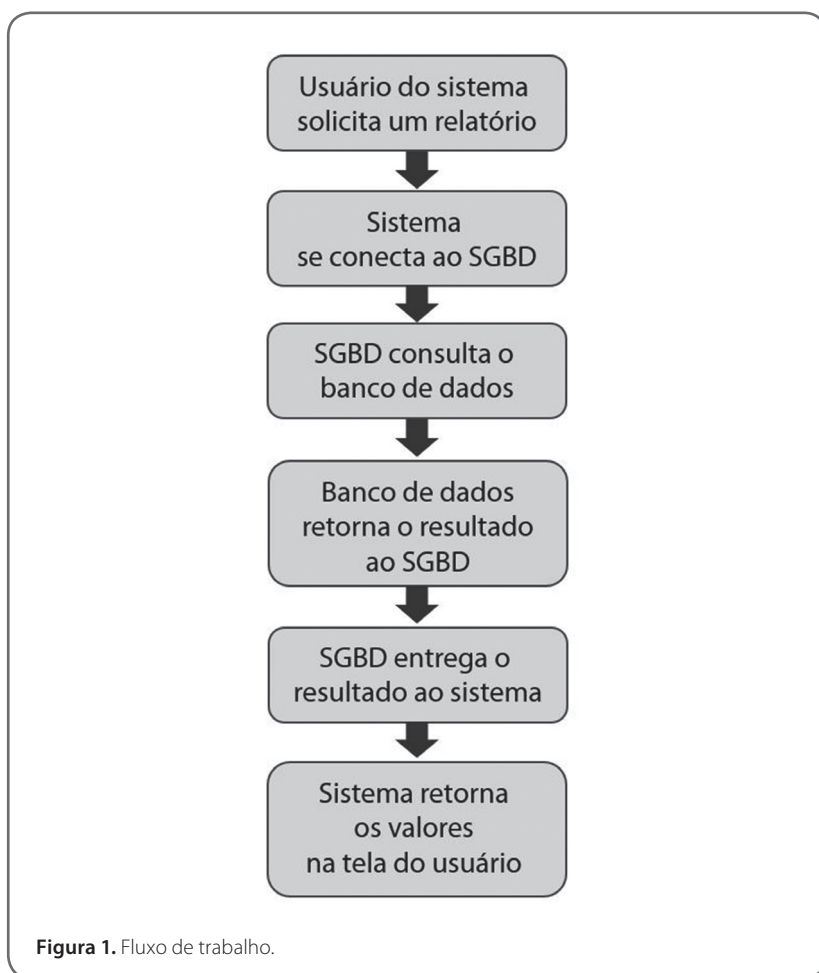 Usuário do sistema
solicita um relatório
Sistema
se conecta ao SGBD
SGBD consulta o
banco de dados
Banco de dados
retorna o resultado
ao SGBD
SGBD entrega o
resultado ao sistema
Sistema retorna
os valores
na tela do usuário
Figura 1. Fluxo de trabalho.